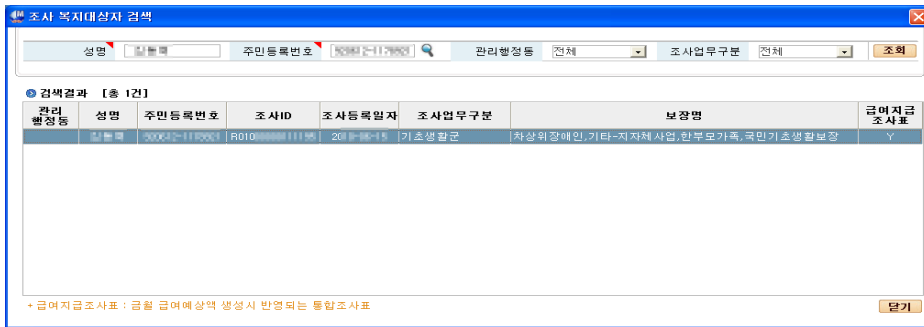 조사 복지대상자 검색
성명 주민등록번호 관리행정동 전체 조사업무구분 전체 조회
검색결과 [총 1건]
관리행정동 성명 주민등록번호 조사ID 조사등록일자 조사업무구분 보장명 급여지급조사표
R010 20 기초생활군 차상위장애인,기타-지자체사업,한부모가족,국민기초생활보장 Y
+ 급여지급조사표 : 금월 급여예상액 생성시 반영되는 통합조사표 닫기